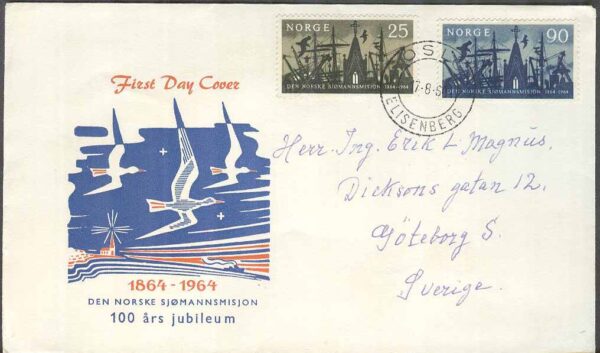 NORGE 25
DEN NORSKE SJØMANNSMISJON 1864-1964
NORGE 90
DEN NORSKE SJØMANNSMISJON 1864-1964
OSLO
ELISENBERG
First Day Cover
1864 - 1964
DEN NORSKE SJØMANNSMISJON
100 års jubileum
Herr. Ing. Erik L. Magnus.
Dicksons gatan 12.
Göteborg S.
Sverige.